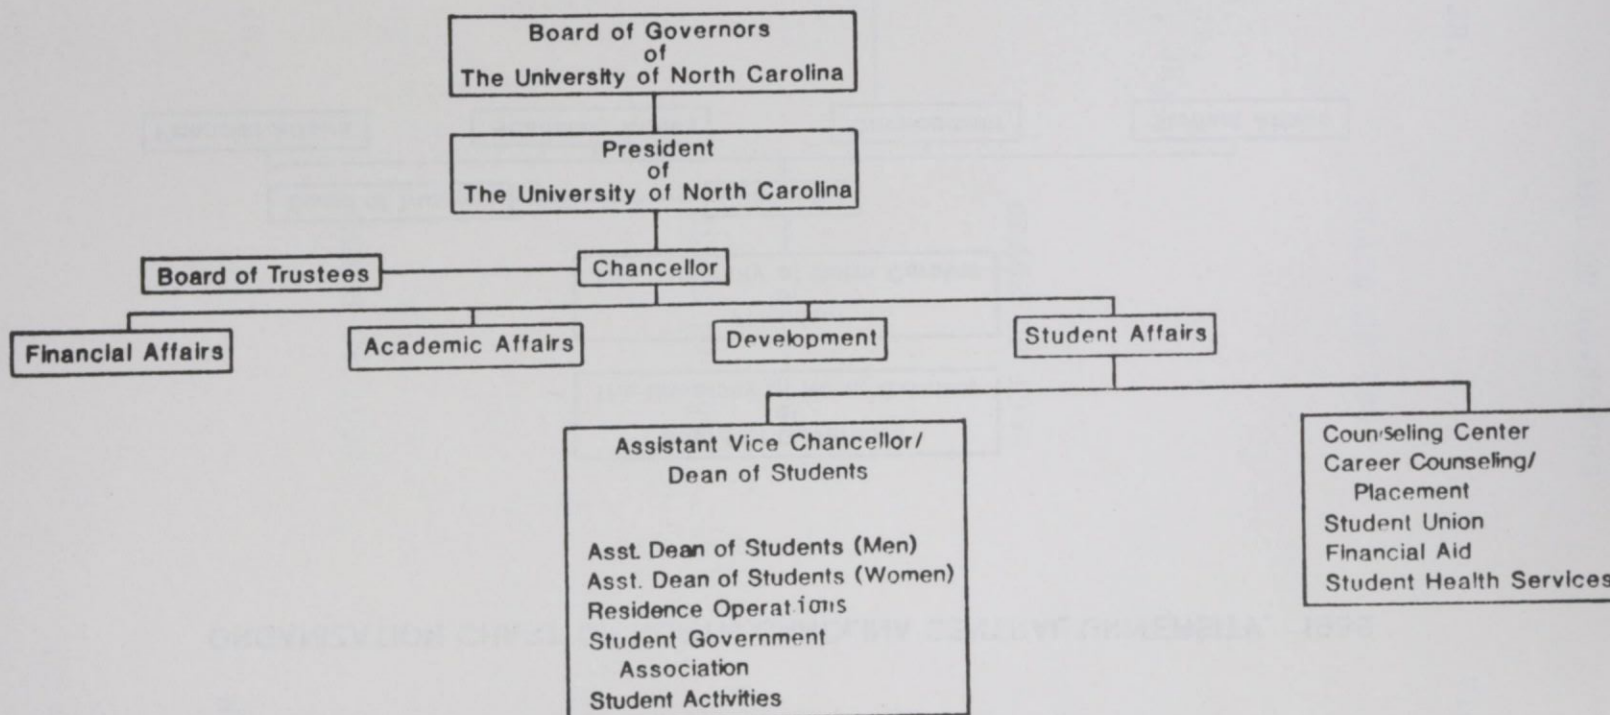 Board of Governors
of
The University of North Carolina
President
of
The University of North Carolina
Board of Trustees
Chancellor
Financial Affairs
Academic Affairs
Development
Student Affairs
Assistant Vice Chancellor/
Dean of Students
Asst. Dean of Students (Men)
Asst. Dean of Students (Women)
Residence Operations
Student Government
Association
Student Activities
Counseling Center
Career Counseling/
Placement
Student Union
Financial Aid
Student Health Services